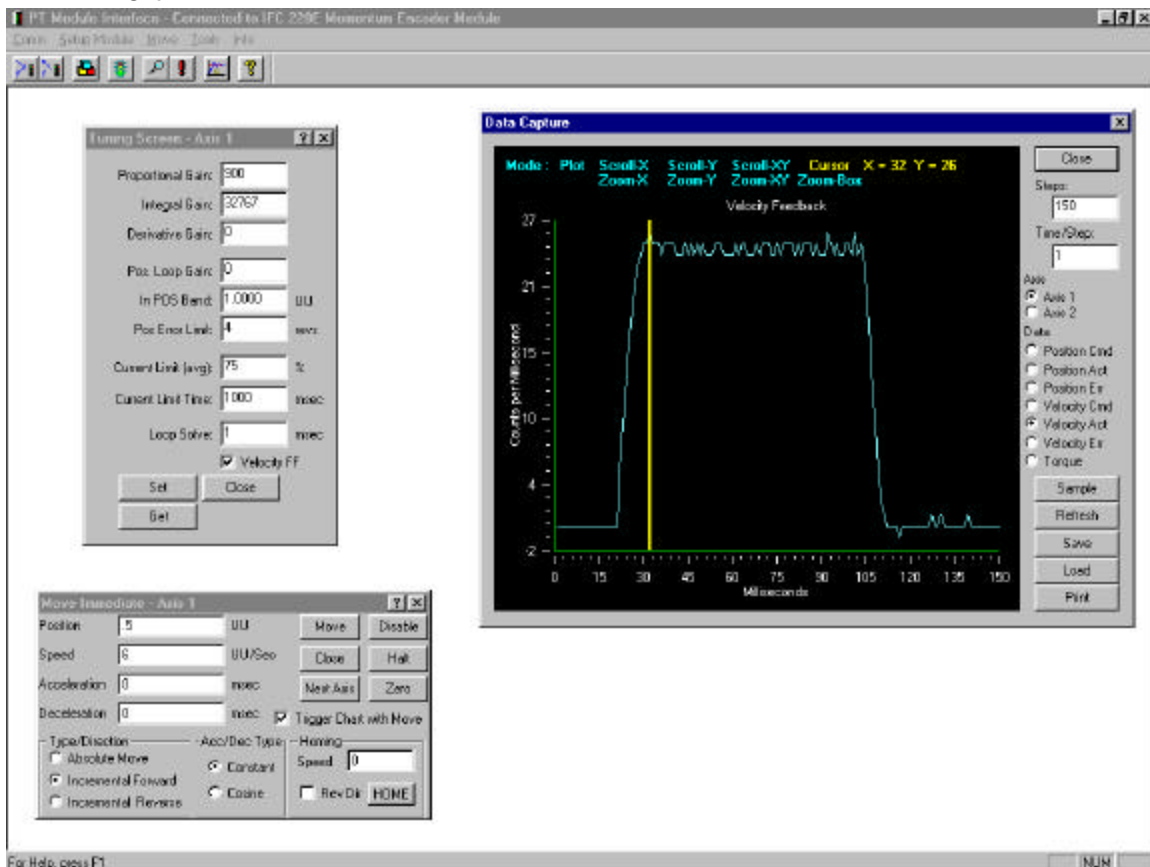 PT Module Interface - Connected to IFC 220E Momentum Encoder Module
Comm Setup Module Move Tools Info
Tuning Screen - Axis 1
Proportional Gain: 900
Integral Gain: 32767
Derivative Gain: 0
Pos Loop Gain: 0
In POS Band: 1.0000 UU
Pos Error Limit: 4 revs
Current Limit (avg): 75 %
Current Limit Time: 1000 msec
Loop Solve: 1 msec
Velocity FF
Set Close
Get
Data Capture
Mode : Plot Scroll-X Scroll-Y Scroll-XY Cursor X = 32 Y = 26
Zoom-X Zoom-Y Zoom-XY Zoom-Box
Velocity Feedback
27
21
15
10
4
-2
Counts per Millisecond
0 15 30 45 60 75 90 105 120 135 150
Milliseconds
Close
Steps:
150
Time/Step:
1
Axis
Axis 1
Axis 2
Data
Position Cmd
Position Act
Position Err
Velocity Cmd
Velocity Act
Velocity Err
Torque
Sample
Refresh
Save
Load
Print
Move Immediate - Axis 1
Position .5 UU Move Disable
Speed 6 UU/Sec Close Halt
Acceleration 0 msec Next Axis Zero
Deceleration 0 msec Trigger Chart with Move
Type/Direction
Absolute Move
Incremental Forward
Incremental Reverse
Acc/Dec Type
Constant
Cosine
Homing
Speed 0
Rev Dir HOME
For Help, press F1
NUM